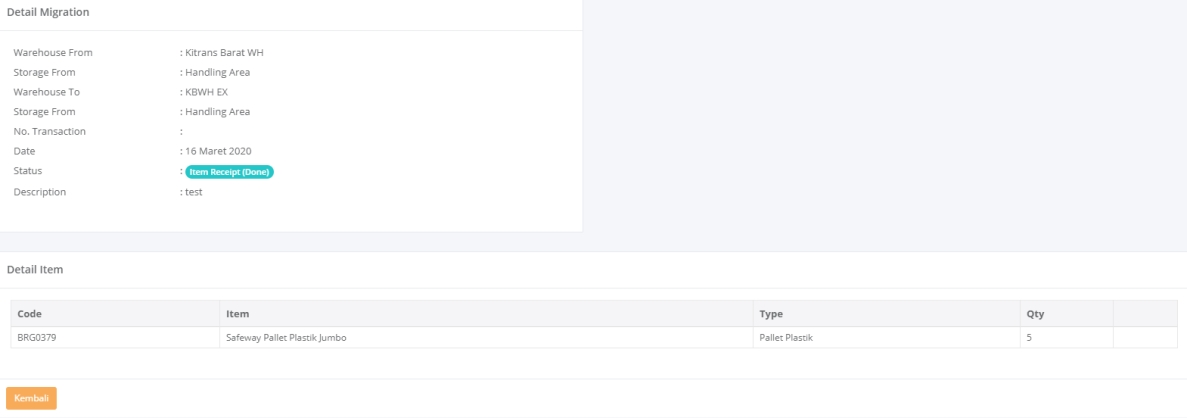 Detail Migration
Warehouse From : Kitrans Barat WH
Storage From : Handling Area
Warehouse To : KBWH EX
Storage From : Handling Area
No. Transaction :
Date : 16 Maret 2020
Status : Item Receipt (Done)
Description : test
Detail Item
Code Item Type Qty
BRG0379 Safeway Pallet Plastik Jumbo Pallet Plastik 5
Kembali